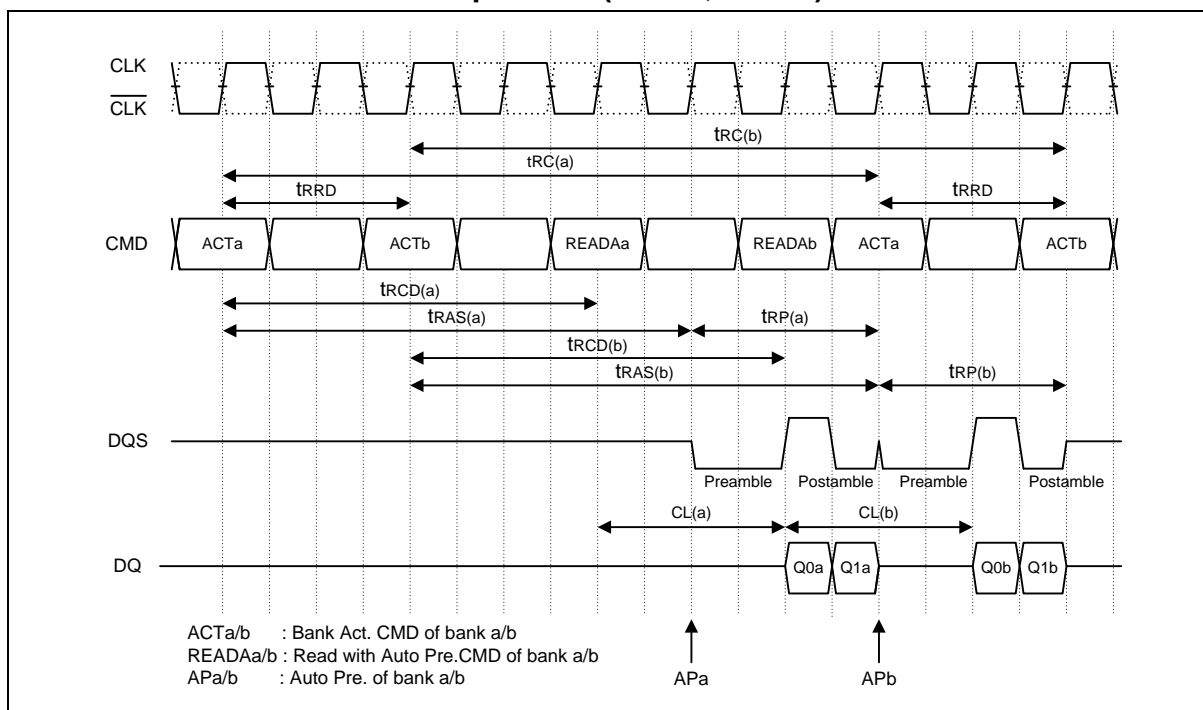 CLK
CLK
tRC(b)
tRC(a)
tRRD
tRRD
CMD
ACTa
ACTb
READAa
READAb
ACTa
ACTb
tRCD(a)
tRAS(a)
tRP(a)
tRCD(b)
tRAS(b)
tRP(b)
DQS
Preamble
Postamble
Preamble
Postamble
CL(a)
CL(b)
DQ
Q0a
Q1a
Q0b
Q1b
ACTa/b : Bank Act. CMD of bank a/b
READAa/b : Read with Auto Pre.CMD of bank a/b
APa/b : Auto Pre. of bank a/b
APa
APb